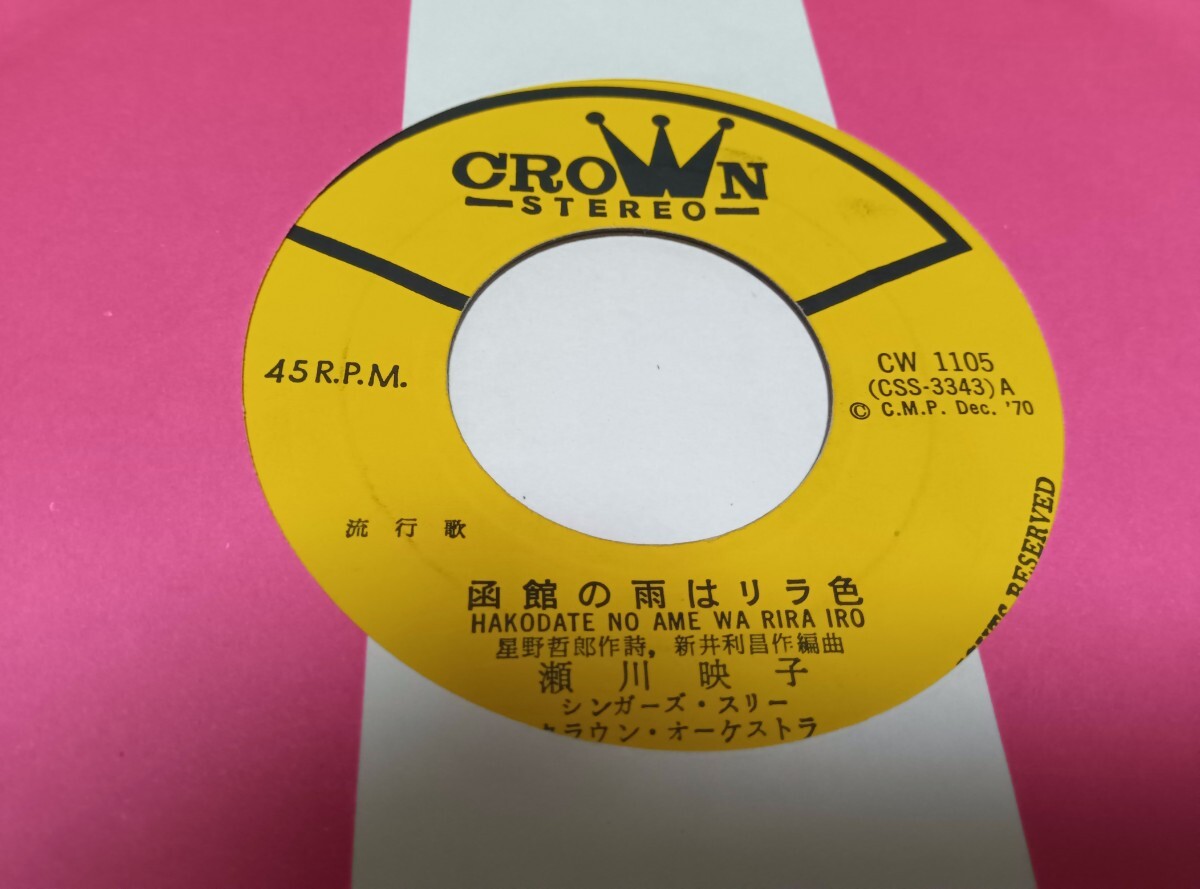 CROWN
STEREO
45 R.P.M.
CW 1105
(CSS-3343) A
© C.M.P. Dec. '70
流行歌
函館の雨はリラ色
HAKODATE NO AME WA RIRA IRO
星野哲郎作詩，新井利昌作編曲
瀬川映子
シンガーズ・スリー
クラウン・オーケストラ
RESERVED